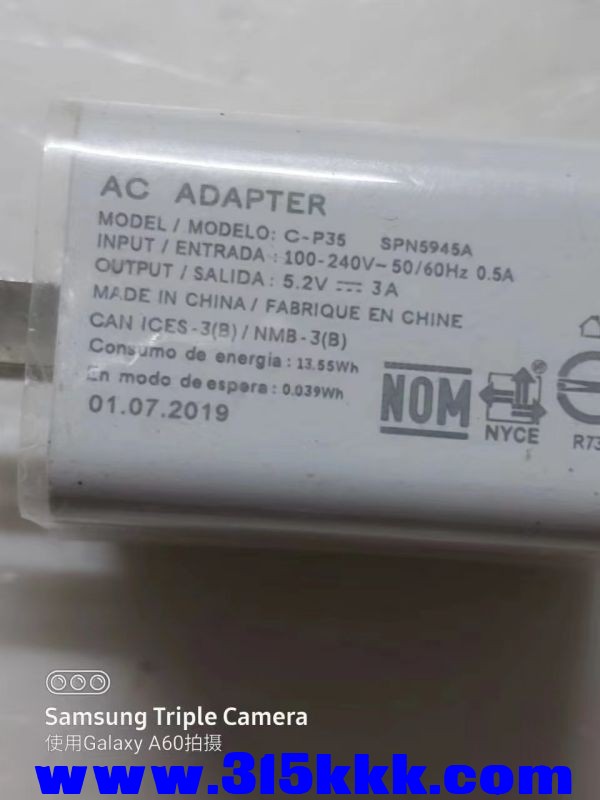 AC ADAPTER
MODEL / MODELO: C-P35 SPN5945A
INPUT / ENTRADA : 100-240V~ 50/60Hz 0.5A
OUTPUT / SALIDA : 5.2V ⎓ 3A
MADE IN CHINA / FABRIQUE EN CHINE
CAN ICES-3(B) / NMB-3(B)
Consumo de energia : 13.55Wh
En modo de espera : 0.039Wh
01.07.2019
NOM
NYCE
R73
Samsung Triple Camera
使用Galaxy A60拍摄
www.315kkk.com